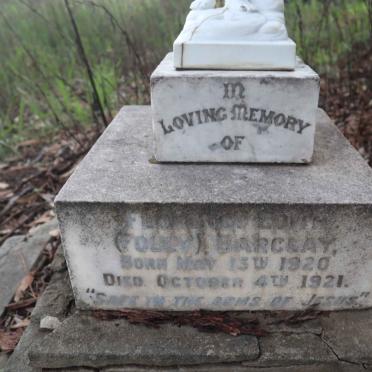 IN
LOVING MEMORY
OF
BARCLAY,
BORN MAY 13TH 1920
DIED OCTOBER 4TH 1921.
"SAFE IN THE ARMS OF JESUS"